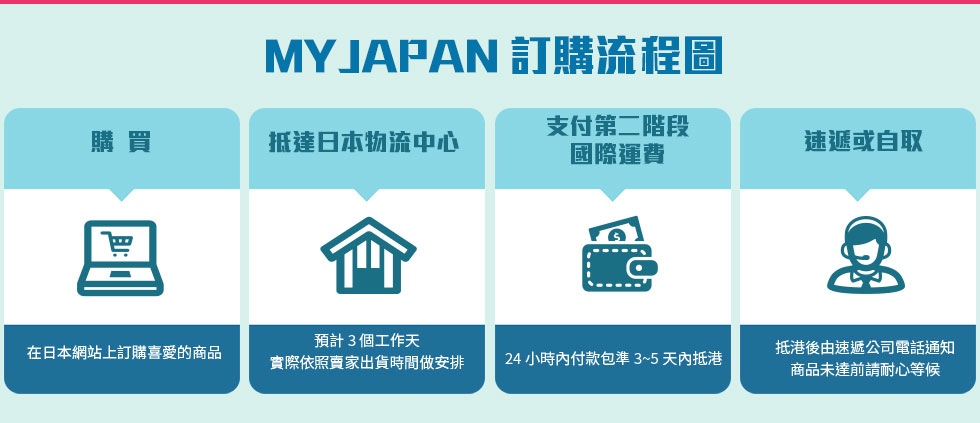 MYJAPAN 訂購流程圖
購 買
在日本網站上訂購喜愛的商品
抵達日本物流中心
預計 3 個工作天
實際依照賣家出貨時間做安排
支付第二階段
國際運費
$
24 小時內付款包準 3~5 天內抵港
速遞或自取
抵港後由速遞公司電話通知
商品未達前請耐心等候